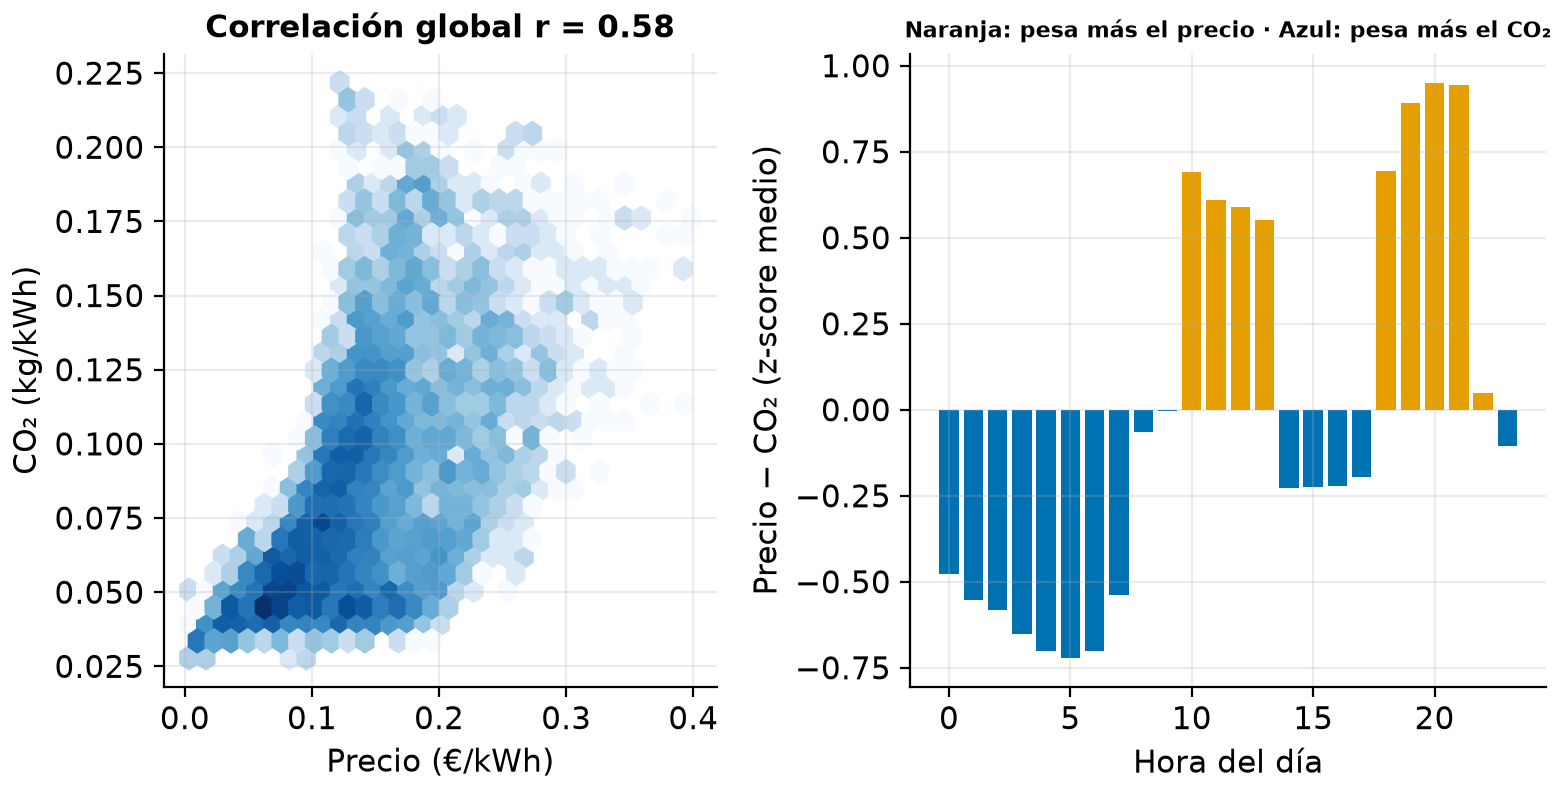 Correlación global r = 0.58
CO₂ (kg/kWh)
0.225
0.200
0.175
0.150
0.125
0.100
0.075
0.050
0.025
0.0 0.1 0.2 0.3 0.4
Precio (€/kWh)
Naranja: pesa más el precio · Azul: pesa más el CO₂
Precio − CO₂ (z-score medio)
1.00
0.75
0.50
0.25
0.00
−0.25
−0.50
−0.75
0 5 10 15 20
Hora del día